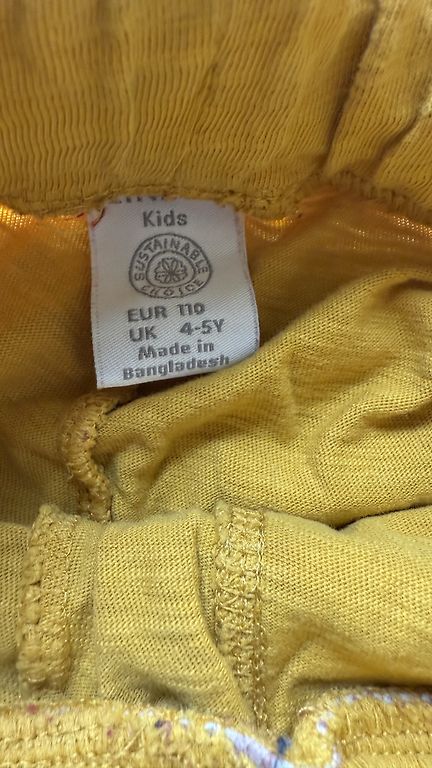 Kids
SUSTAINABLE
CHOICE
EUR 110
UK 4-5Y
Made in
Bangladesh